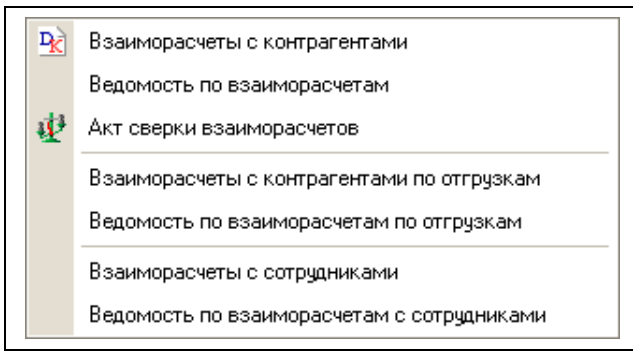 Взаиморасчеты с контрагентами
Ведомость по взаиморасчетам
Акт сверки взаиморасчетов
Взаиморасчеты с контрагентами по отгрузкам
Ведомость по взаиморасчетам по отгрузкам
Взаиморасчеты с сотрудниками
Ведомость по взаиморасчетам с сотрудниками